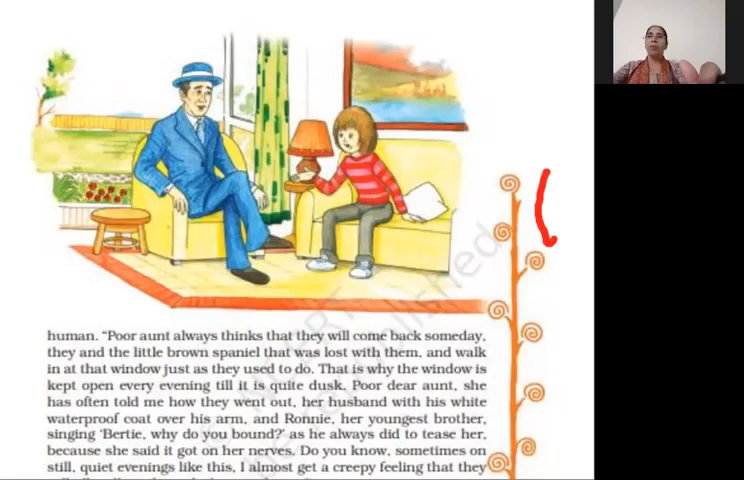 human. “Poor aunt always thinks that they will come back someday,
they and the little brown spaniel that was lost with them, and walk
in at that window just as they used to do. That is why the window is
kept open every evening till it is quite dusk. Poor dear aunt, she
has often told me how they went out, her husband with his white
waterproof coat over his arm, and Ronnie, her youngest brother,
singing ‘Bertie, why do you bound?’ as he always did to tease her,
because she said it got on her nerves. Do you know, sometimes on
still, quiet evenings like this, I almost get a creepy feeling that they